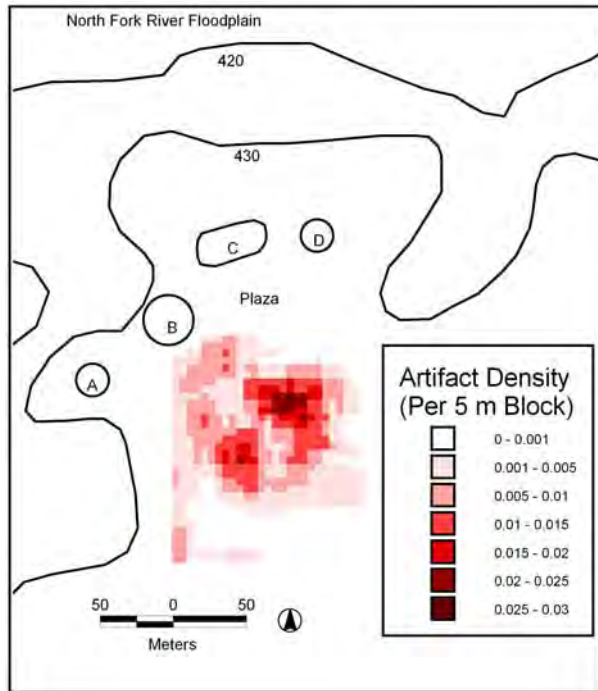 North Fork River Floodplain
420
430
C
D
Plaza
B
A
Artifact Density
(Per 5 m Block)
0 - 0.001
0.001 - 0.005
0.005 - 0.01
0.01 - 0.015
0.015 - 0.02
0.02 - 0.025
0.025 - 0.03
50 0 50
Meters